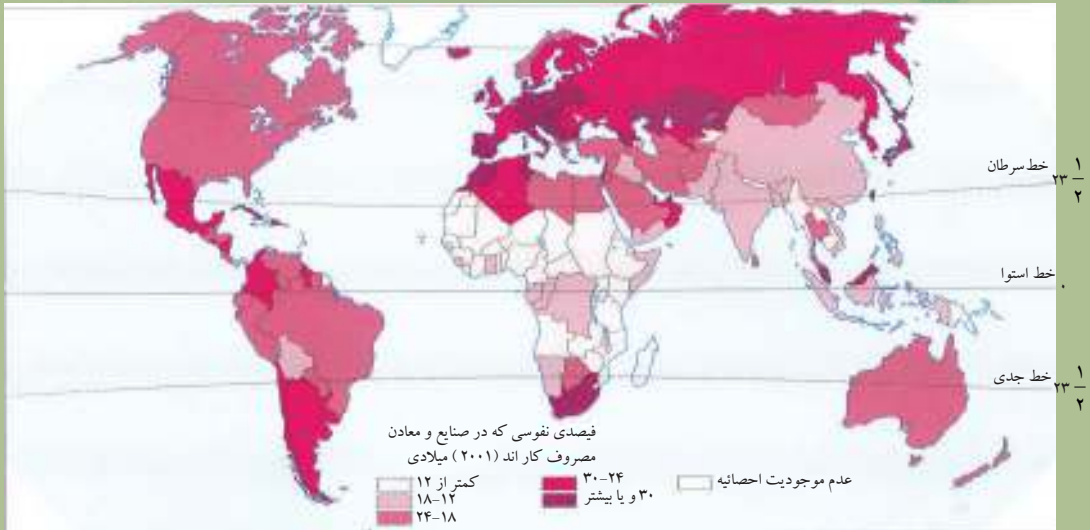 خط سرطان ۲۳ ۱/۲
خط استوا ۰
خط جدی ۲۳ ۱/۲
فیصدی نفوسی که در صنایع و معادن
مصروف کار اند (۲۰۰۱) میلادی
کمتر از ۱۲
۱۲-۱۸
۱۸-۲۴
۲۴-۳۰
۳۰ و یا بیشتر
عدم موجودیت احصائیه